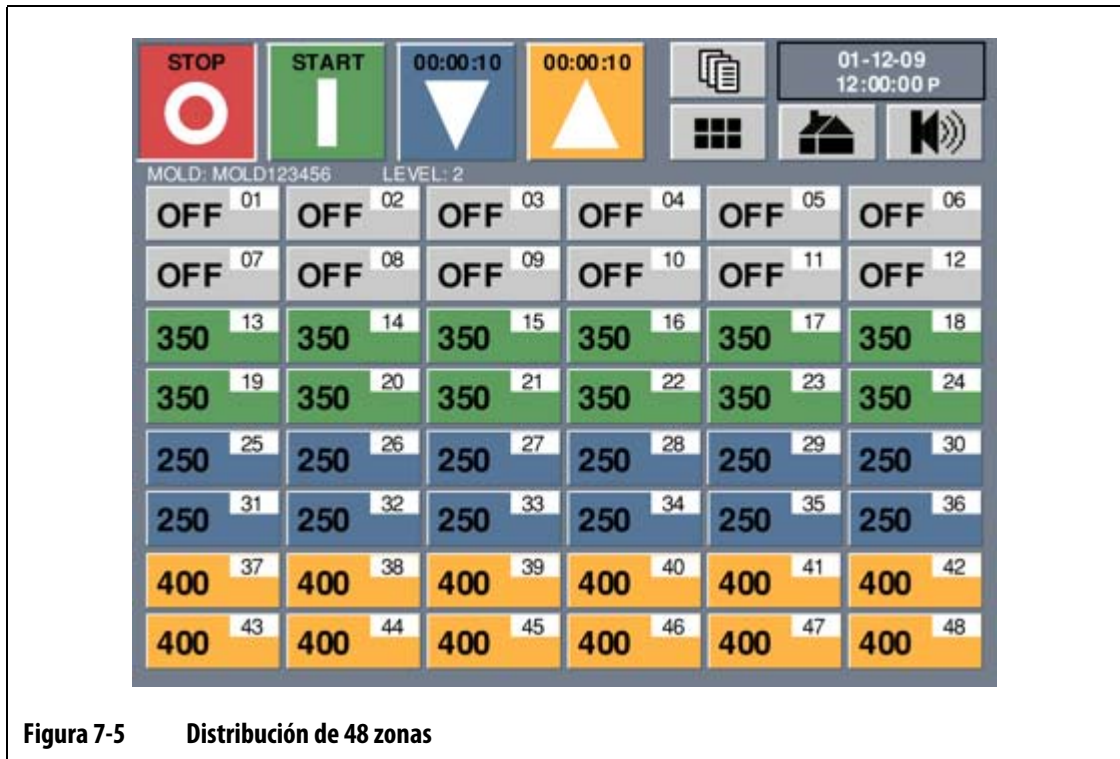 STOP START 00:00:10 00:00:10
01-12-09
12:00:00 P
MOLD: MOLD123456 LEVEL: 2
OFF 01 OFF 02 OFF 03 OFF 04 OFF 05 OFF 06
OFF 07 OFF 08 OFF 09 OFF 10 OFF 11 OFF 12
350 13 350 14 350 15 350 16 350 17 350 18
350 19 350 20 350 21 350 22 350 23 350 24
250 25 250 26 250 27 250 28 250 29 250 30
250 31 250 32 250 33 250 34 250 35 250 36
400 37 400 38 400 39 400 40 400 41 400 42
400 43 400 44 400 45 400 46 400 47 400 48
Figura 7-5 Distribución de 48 zonas